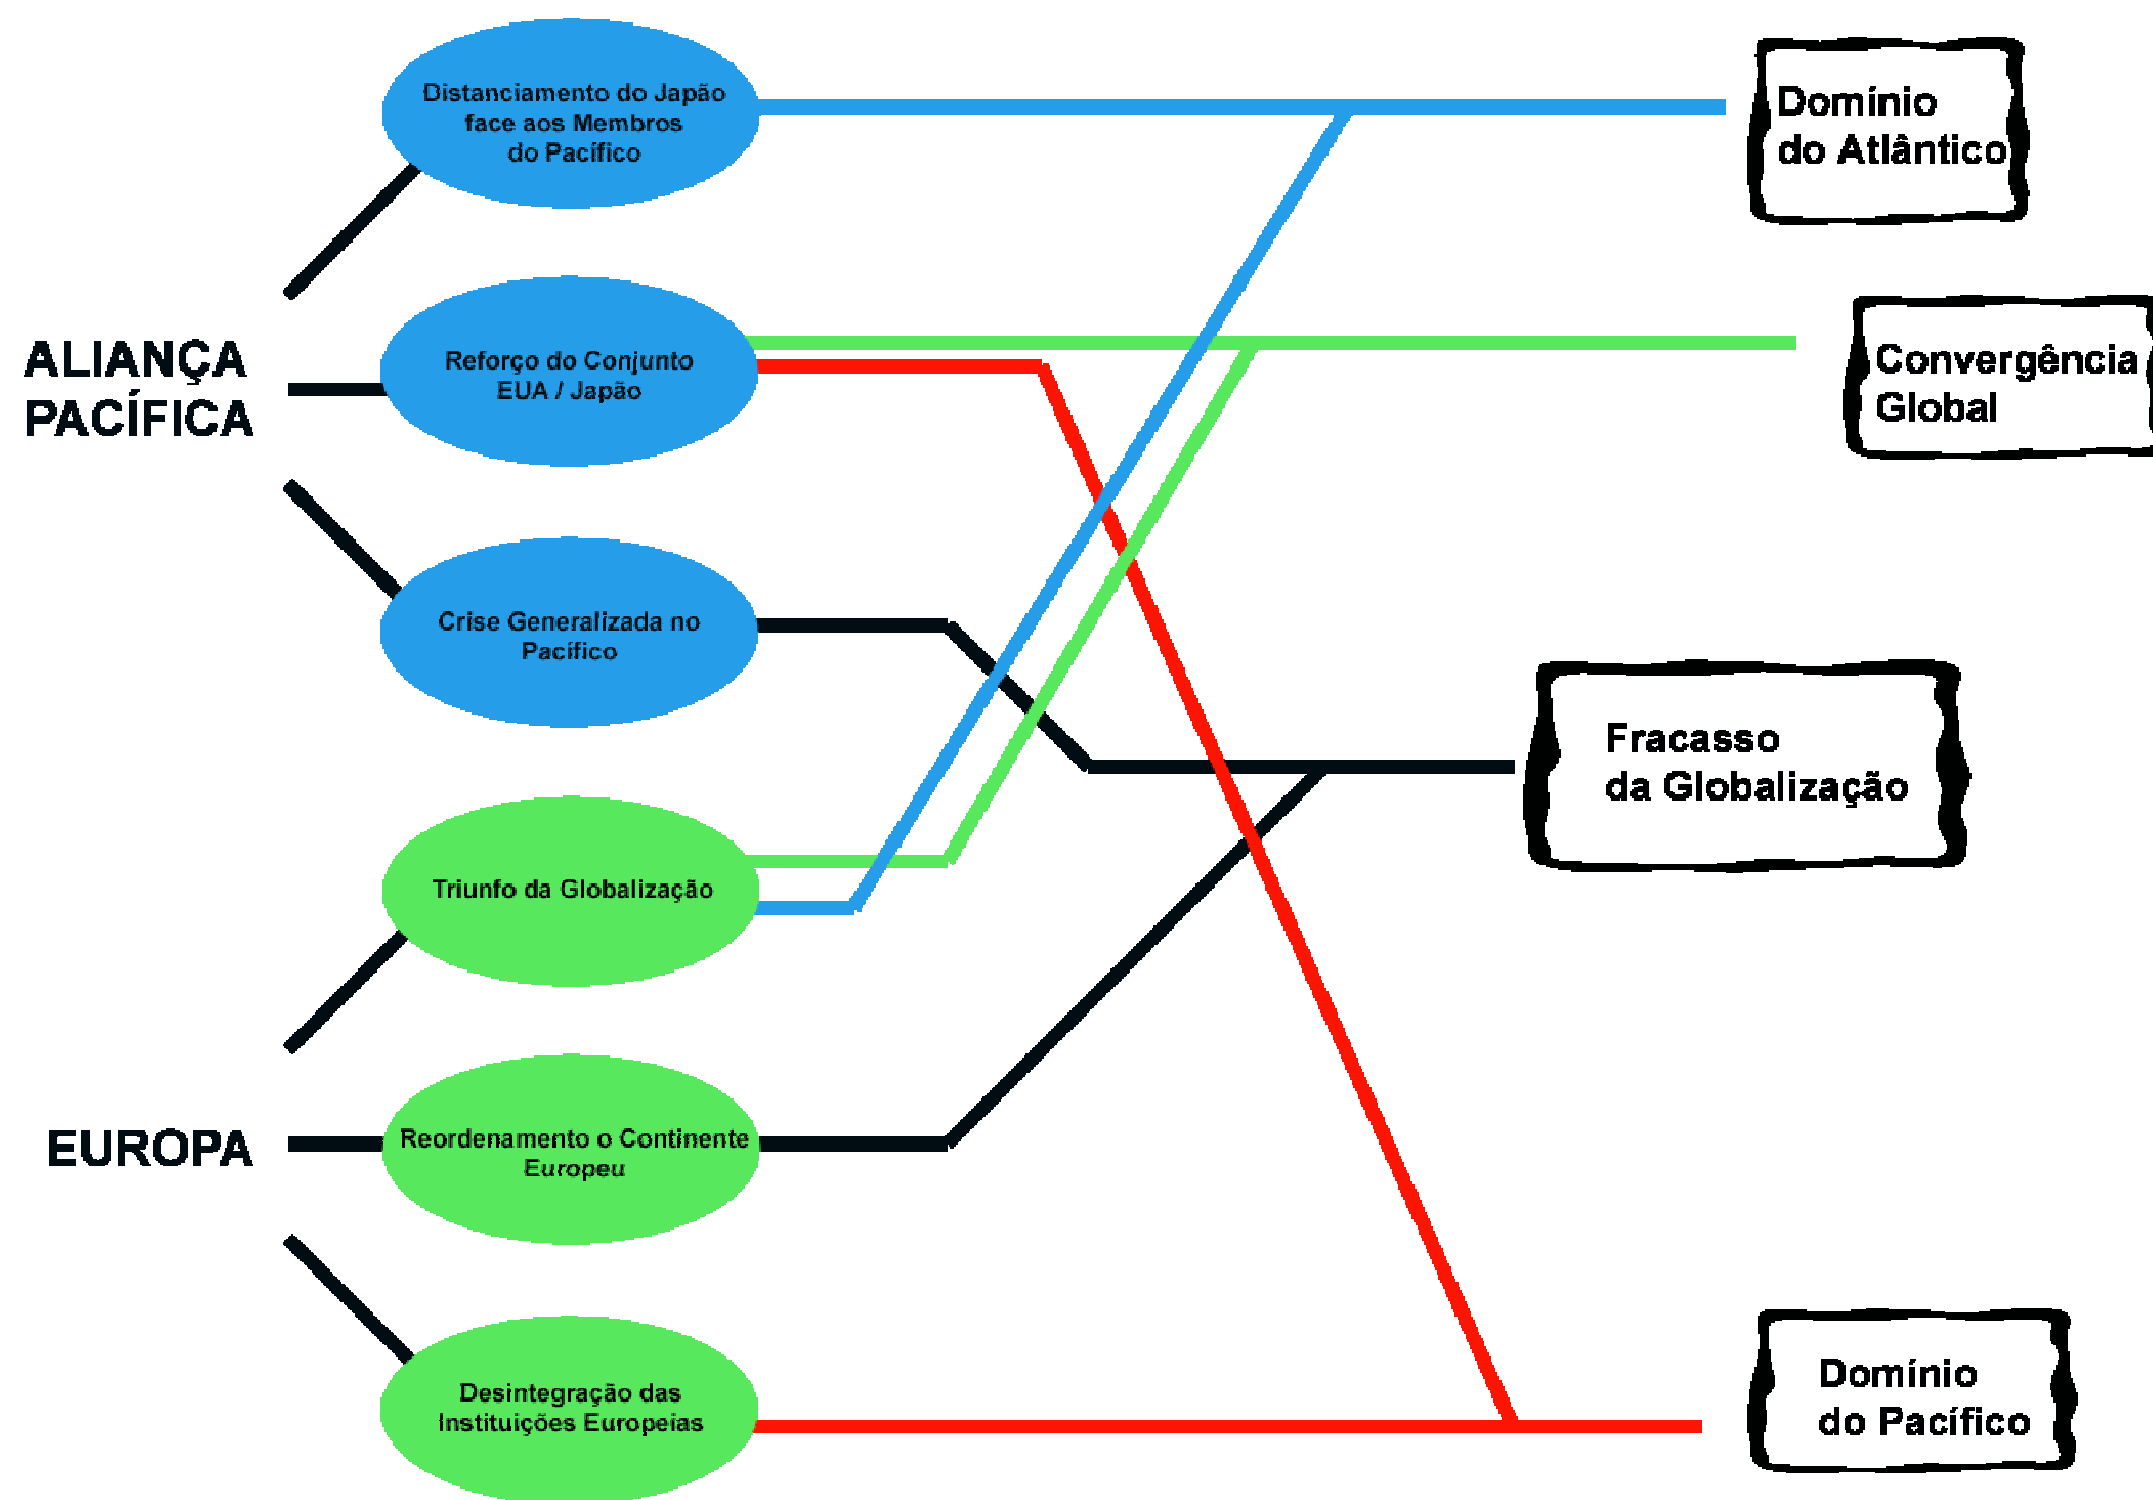 Distanciamento do Japão
face aos Membros
do Pacífico
Domínio
do Atlântico
ALIANÇA
PACÍFICA
Reforço do Conjunto
EUA / Japão
Convergência
Global
Crise Generalizada no
Pacífico
Fracasso
da Globalização
Triunfo da Globalização
EUROPA
Reordenamento o Continente
Europeu
Desintegração das
Instituições Europeias
Domínio
do Pacífico